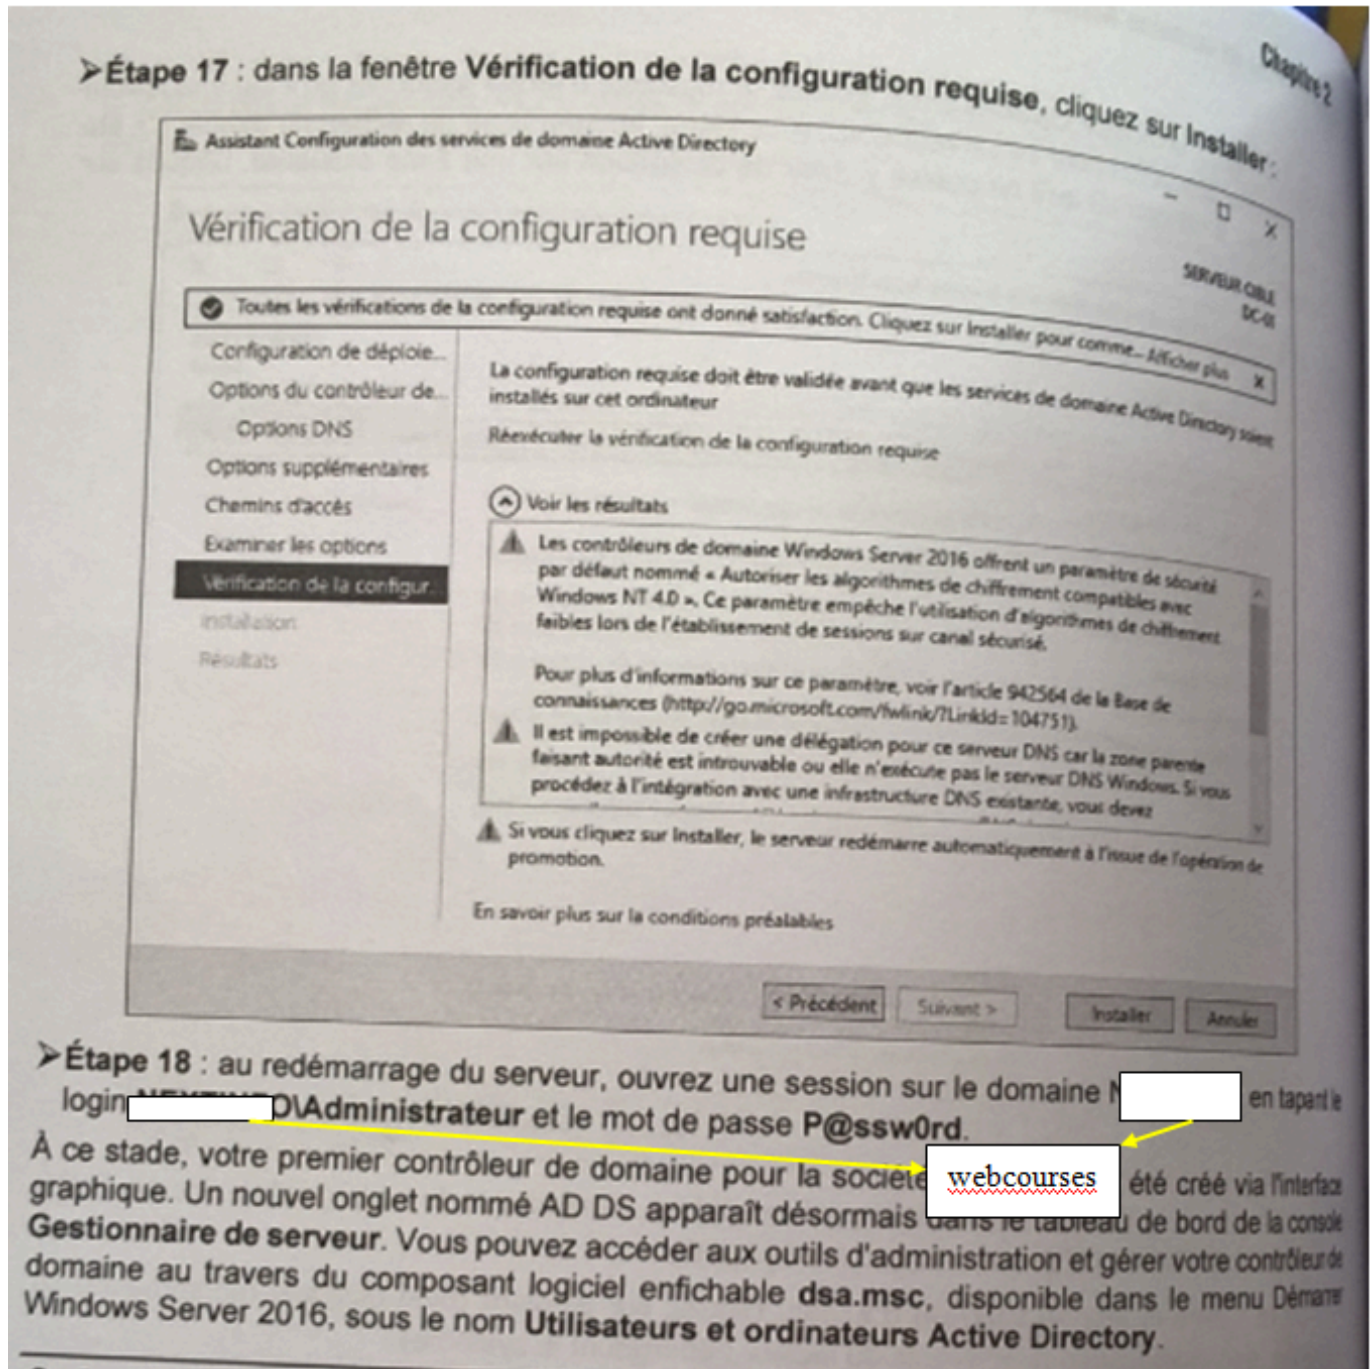 Chapitre 2
➢Étape 17 : dans la fenêtre Vérification de la configuration requise, cliquez sur Installer :
Assistant Configuration des services de domaine Active Directory
Vérification de la configuration requise
SERVEUR CIBLE
DC-01
Toutes les vérifications de la configuration requise ont donné satisfaction. Cliquez sur Installer pour comme... Afficher plus X
Configuration de déploie...
Options du contrôleur de...
Options DNS
Options supplémentaires
Chemins d'accès
Examiner les options
Vérification de la configur...
Installation
Résultats
La configuration requise doit être validée avant que les services de domaine Active Directory soient
installés sur cet ordinateur
Réexécuter la vérification de la configuration requise
Voir les résultats
Les contrôleurs de domaine Windows Server 2016 offrent un paramètre de sécurité
par défaut nommé « Autoriser les algorithmes de chiffrement compatibles avec
Windows NT 4.0 ». Ce paramètre empêche l'utilisation d'algorithmes de chiffrement
faibles lors de l'établissement de sessions sur canal sécurisé.
Pour plus d'informations sur ce paramètre, voir l'article 942564 de la Base de
connaissances (http://go.microsoft.com/fwlink/?LinkId=104751).
Il est impossible de créer une délégation pour ce serveur DNS car la zone parente
faisant autorité est introuvable ou elle n'exécute pas le serveur DNS Windows. Si vous
procédez à l'intégration avec une infrastructure DNS existante, vous devez
Si vous cliquez sur Installer, le serveur redémarre automatiquement à l'issue de l'opération de
promotion.
En savoir plus sur la conditions préalables
< Précédent Suivant > Installer Annuler
➢Étape 18 : au redémarrage du serveur, ouvrez une session sur le domaine en tapant le
login O\Administrateur et le mot de passe P@ssw0rd.
À ce stade, votre premier contrôleur de domaine pour la société webcourses été créé via l'interface
graphique. Un nouvel onglet nommé AD DS apparaît désormais dans le tableau de bord de la console
Gestionnaire de serveur. Vous pouvez accéder aux outils d'administration et gérer votre contrôleur de
domaine au travers du composant logiciel enfichable dsa.msc, disponible dans le menu Démarrer
Windows Server 2016, sous le nom Utilisateurs et ordinateurs Active Directory.